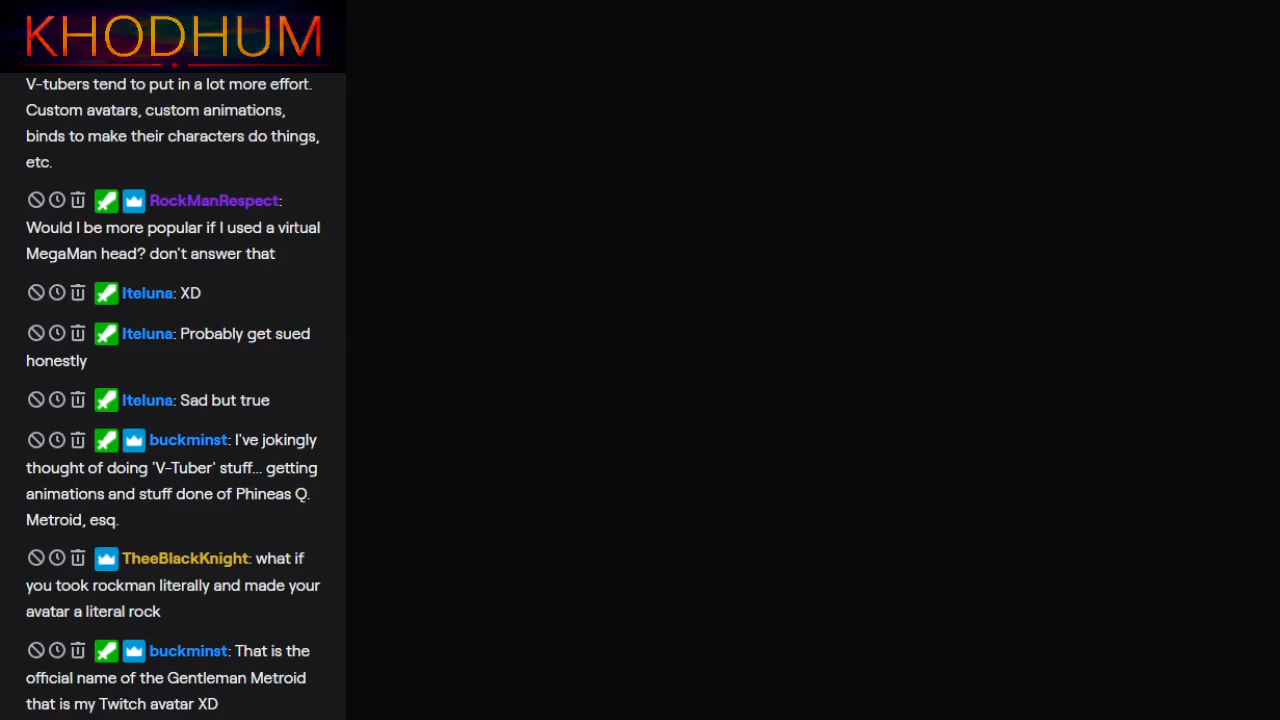 KHODHUM
V-tubers tend to put in a lot more effort.
Custom avatars, custom animations,
binds to make their characters do things,
etc.
RockManRespect:
Would I be more popular if I used a virtual
MegaMan head? don't answer that
Iteluna: XD
Iteluna: Probably get sued
honestly
Iteluna: Sad but true
buckminst: I've jokingly
thought of doing 'V-Tuber' stuff... getting
animations and stuff done of Phineas Q.
Metroid, esq.
TheeBlackKnight: what if
you took rockman literally and made your
avatar a literal rock
buckminst: That is the
official name of the Gentleman Metroid
that is my Twitch avatar XD